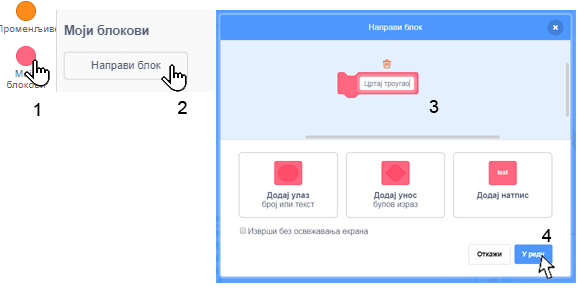 Променљиве
Моји
блокови
1
Моји блокови
Направи блок
2
Направи блок
Цртај троугао
3
Додај улаз
број или текст
Додај унос
булов израз
text
Додај натпис
Изврши без освежавања екрана
4
Откажи
У реду